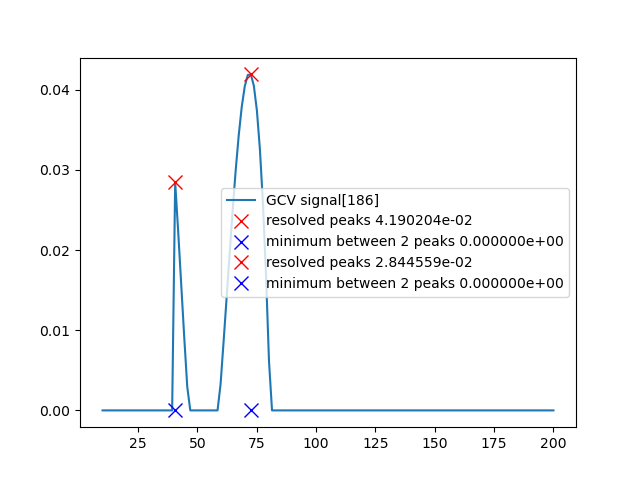 0.04
0.03
0.02
0.01
0.00
GCV signal[186]
resolved peaks 4.190204e-02
minimum between 2 peaks 0.000000e+00
resolved peaks 2.844559e-02
minimum between 2 peaks 0.000000e+00
25 50 75 100 125 150 175 200